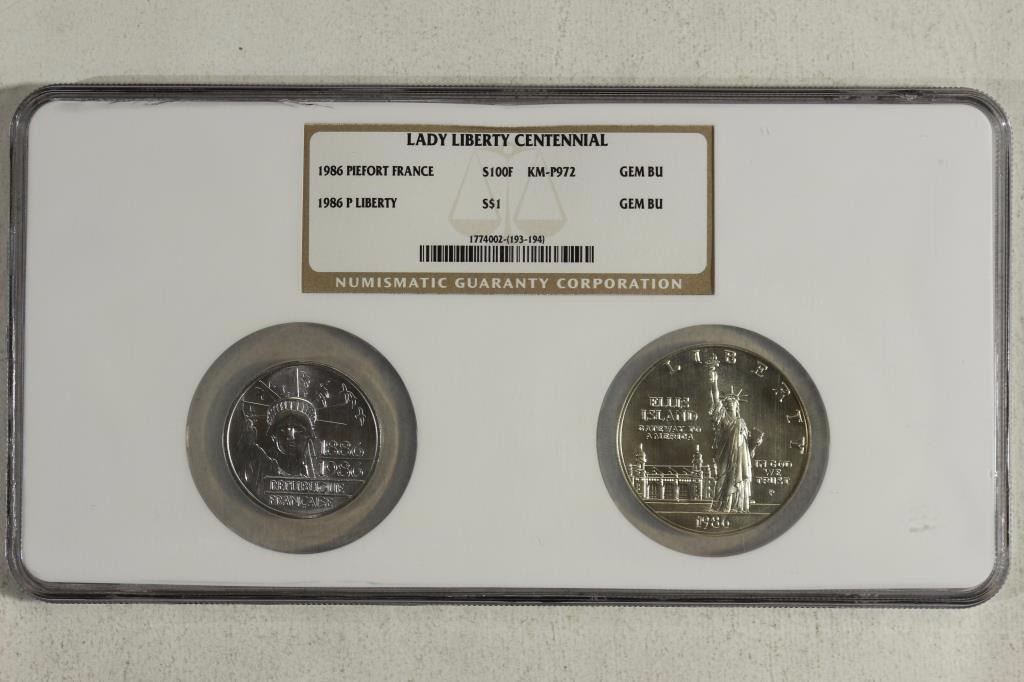 LADY LIBERTY CENTENNIAL
1986 PIEFORT FRANCE S100F KM-P972 GEM BU
1986 P LIBERTY S$1 GEM BU
1774002-(193-194)
NUMISMATIC GUARANTY CORPORATION
1886
1986
REPUBLIQUE
FRANÇAISE
LIBERTY
ELLIS
ISLAND
GATEWAY TO
AMERICA
IN GOD
WE
TRUST
P
1986